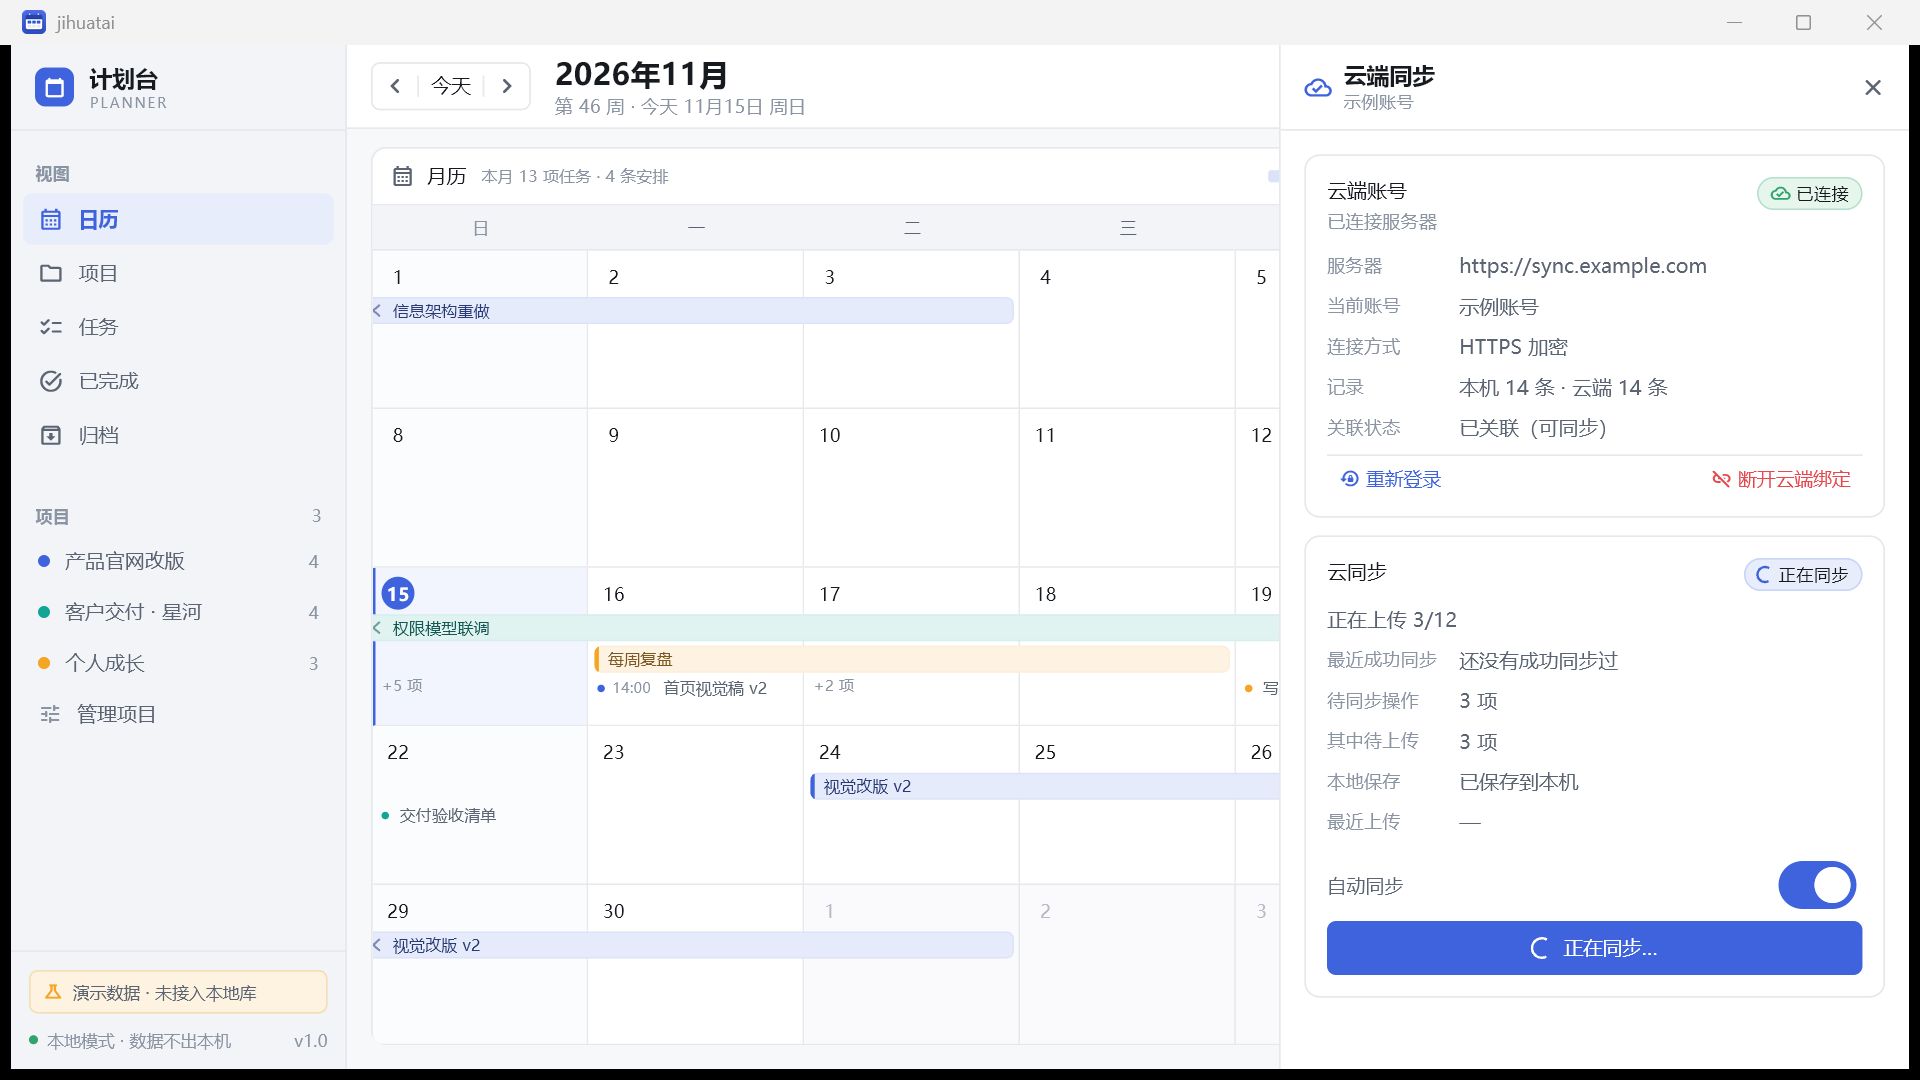 jihuatai
计划台
PLANNER
视图
日历
项目
任务
已完成
归档
项目 3
产品官网改版 4
客户交付 · 星河 4
个人成长 3
管理项目
演示数据 · 未接入本地库
本地模式 · 数据不出本机 v1.0
今天
2026年11月
第 46 周 · 今天 11月15日 周日
月历 本月 13 项任务 · 4 条安排
日 一 二 三
1 2 3 4 5
信息架构重做
8 9 10 11 12
15 16 17 18 19
权限模型联调
每周复盘
+5 项 14:00 首页视觉稿 v2 +2 项 写
22 23 24 25 26
视觉改版 v2
交付验收清单
29 30 1 2 3
视觉改版 v2
云端同步
示例账号
云端账号 已连接
已连接服务器
服务器 https://sync.example.com
当前账号 示例账号
连接方式 HTTPS 加密
记录 本机 14 条 · 云端 14 条
关联状态 已关联（可同步）
重新登录 断开云端绑定
云同步 正在同步
正在上传 3/12
最近成功同步 还没有成功同步过
待同步操作 3 项
其中待上传 3 项
本地保存 已保存到本机
最近上传 —
自动同步
正在同步...